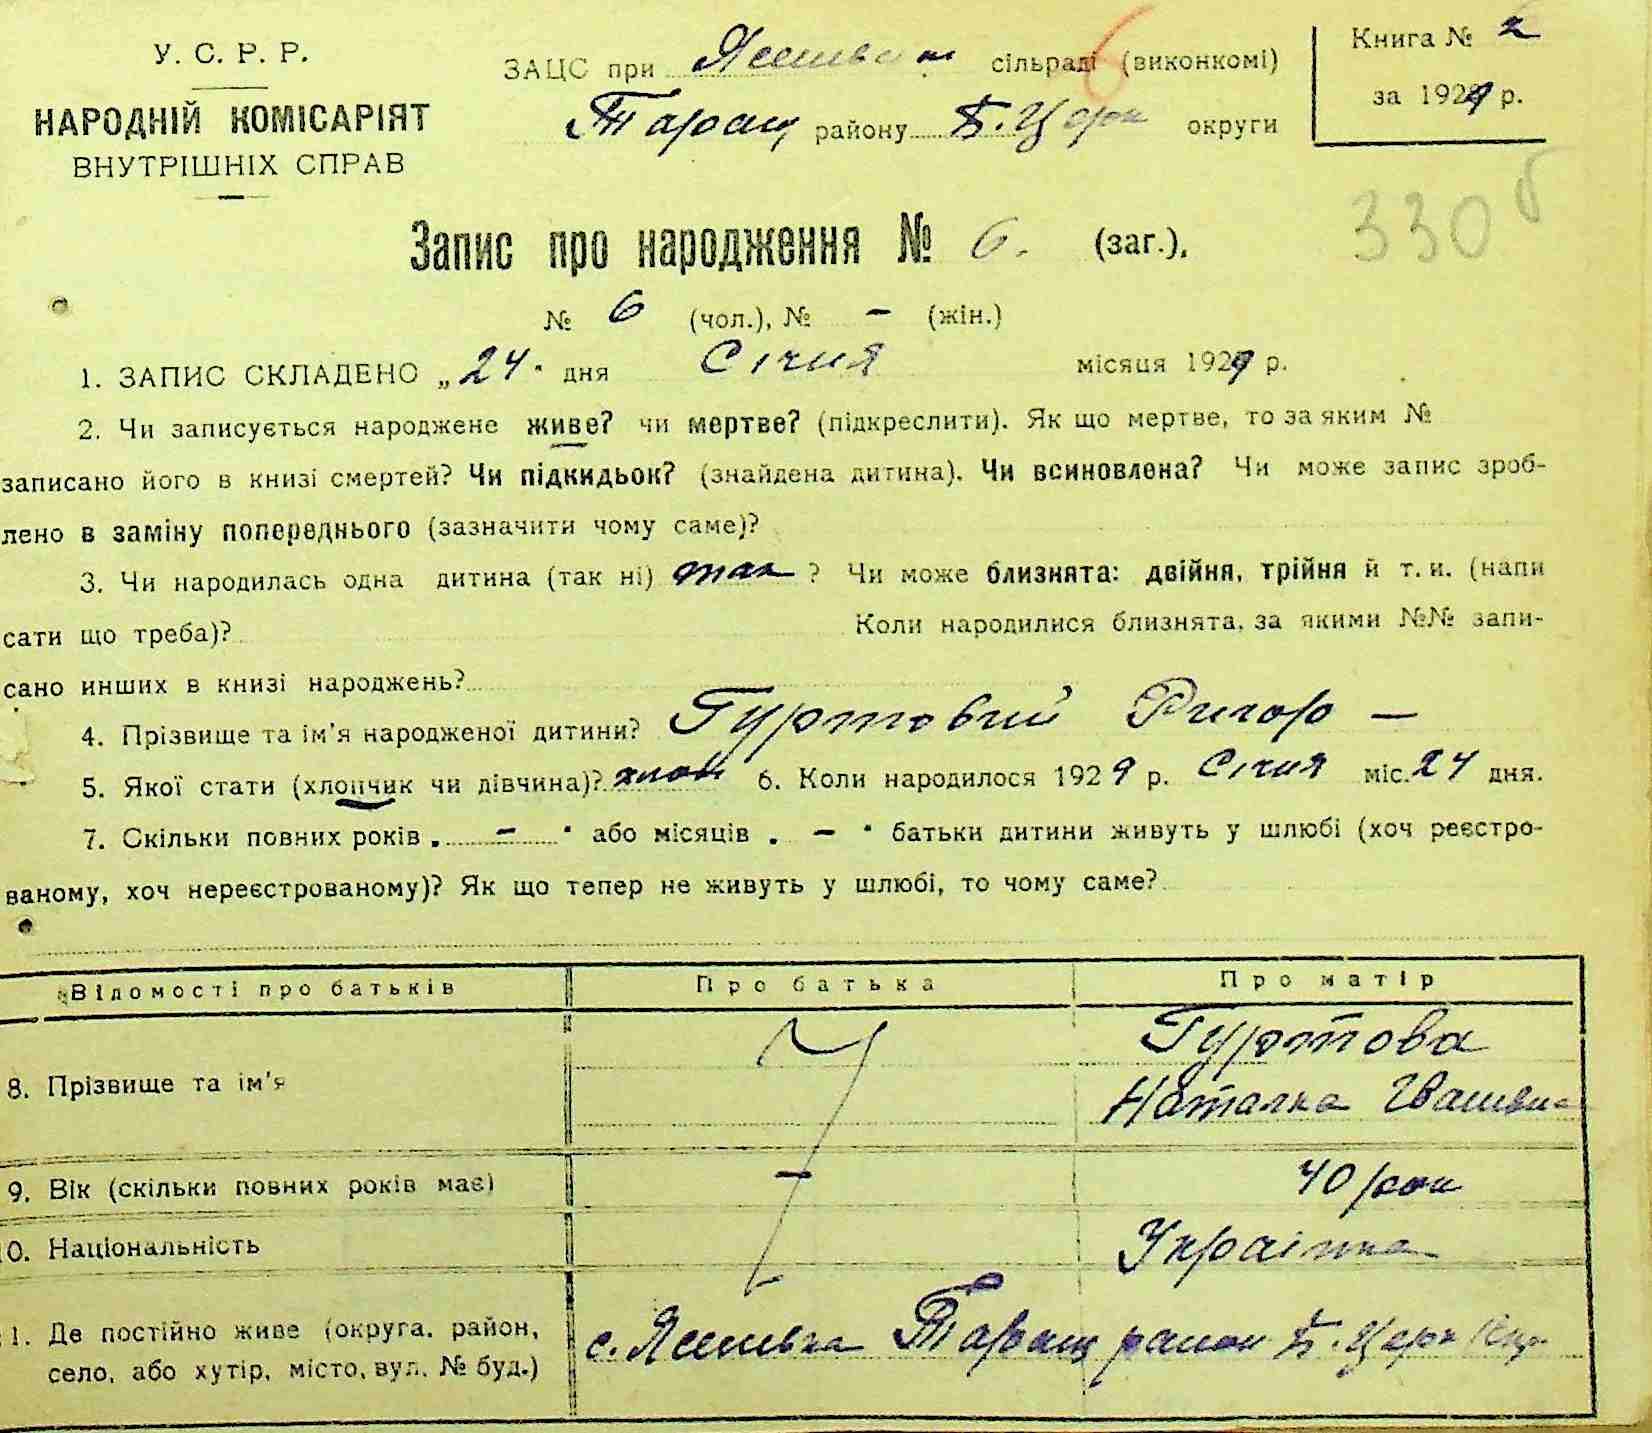 У. С. Р. Р.
НАРОДНІЙ КОМІСАРІЯТ
ВНУТРІШНІХ СПРАВ
ЗАЦС при сільраді (виконкомі)
Таращ району Б. Церк округи
Книга № 2
за 1929 р.
6
330б
Запис про народження № 6. (заг.),
№ 6 (чол.), № – (жін.)
1. ЗАПИС СКЛАДЕНО „24" дня Січня місяця 1929 р.
2. Чи записується народжене живе? чи мертве? (підкреслити). Як що мертве, то за яким №
записано його в книзі смертей? Чи підкидьок? (знайдена дитина). Чи всиновлена? Чи може запис зроб-
лено в заміну попереднього (зазначити чому саме)?
3. Чи народилась одна дитина (так ні) так ? Чи може близнята: двійня, трійня й т. и. (напи
сати що треба)? Коли народилися близнята, за якими №№ запи-
сано инших в книзі народжень?
4. Прізвище та ім'я народженої дитини? Гуртовий Ригор —
5. Якої стати (хлопчик чи дівчина)? хлоп 6. Коли народилося 1929 р. Січня міс. 24 дня.
7. Скільки повних років „ – " або місяців „ – " батьки дитини живуть у шлюбі (хоч реєстро-
ваному, хоч нереєстрованому)? Як що тепер не живуть у шлюбі, то чому саме?
Відомості про батьків Про батька Про матір
8. Прізвище та ім'я Гуртова
Наталка
9. Вік (скільки повних років має) – 40 рок
10. Національність Українка
11. Де постійно живе (округа, район,
село, або хутір, місто, вул. № буд.)
с. Таращ район Б. Церк Окр.